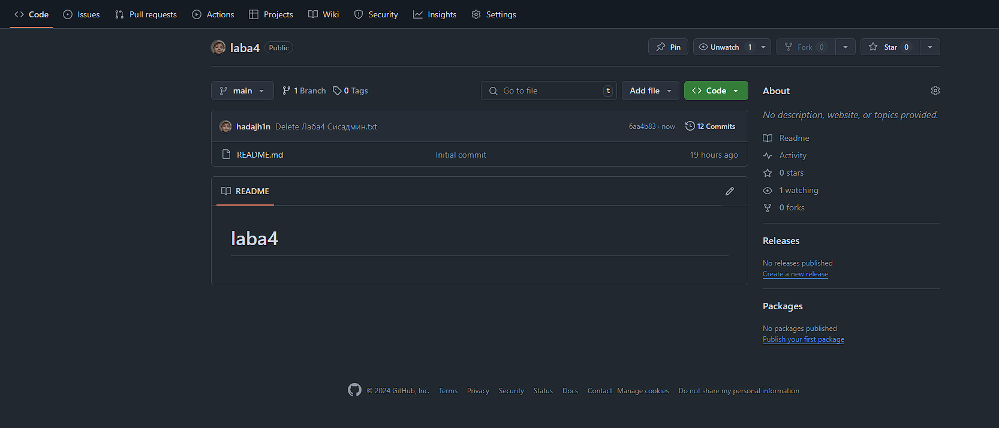 Code Issues Pull requests Actions Projects Wiki Security Insights Settings
laba4 Public Pin Unwatch 1 Fork 0 Star 0
main 1 Branch 0 Tags Go to file t Add file Code
hadajh1n Delete Лаба4 Сисадмин.txt 6aa4b83 · now 12 Commits
README.md Initial commit 19 hours ago
README
laba4
About
No description, website, or topics provided.
Readme
Activity
0 stars
1 watching
0 forks
Releases
No releases published
Create a new release
Packages
No packages published
Publish your first package
© 2024 GitHub, Inc. Terms Privacy Security Status Docs Contact Manage cookies Do not share my personal information